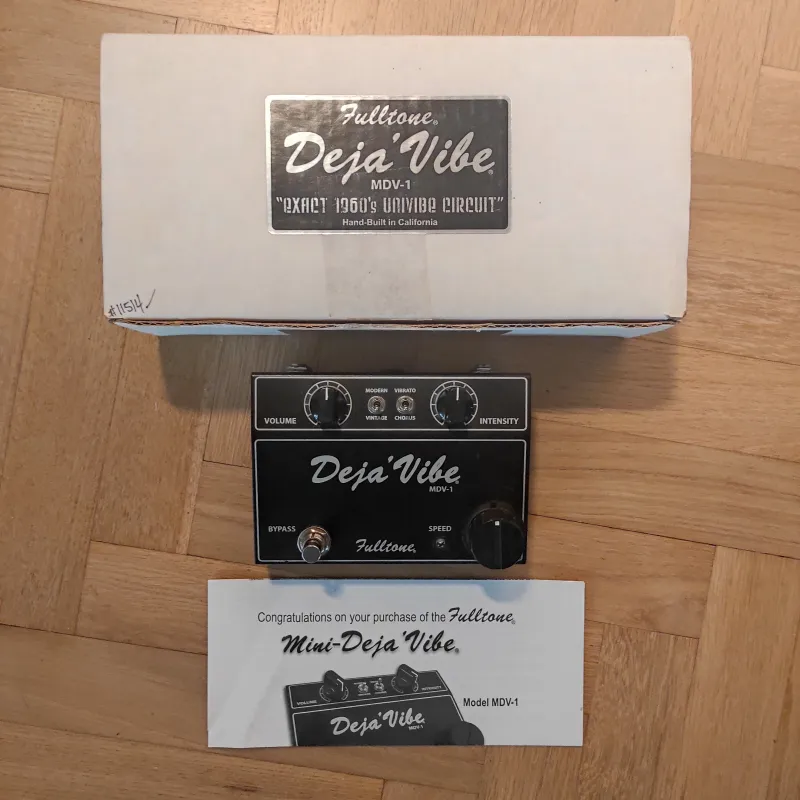 Fulltone®
Deja'Vibe®
MDV-1
"EXACT 1960's UNIVIBE CIRCUIT"
Hand-Built in California
#11514✓
VOLUME
MODERN
VINTAGE
VIBRATO
CHORUS
INTENSITY
Deja'Vibe®
MDV-1
BYPASS
SPEED
Fulltone®
Congratulations on your purchase of the Fulltone®
Mini-Deja'Vibe®
VOLUME
INTENSITY
Deja'Vibe
MDV-1
Model MDV-1